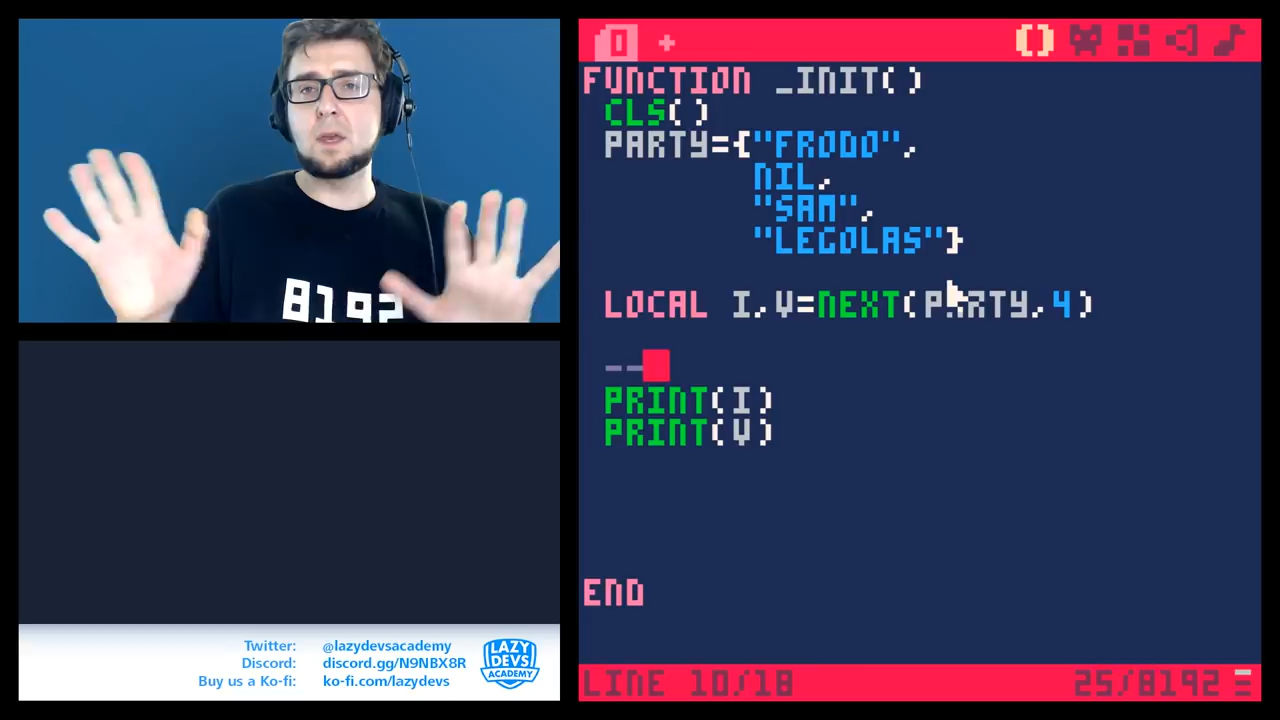 8192
Twitter: @lazydevsacademy
Discord: discord.gg/N9NBX8R
Buy us a Ko-fi: ko-fi.com/lazydevs
LAZY
DEVS
ACADEMY
0 +
FUNCTION _INIT()
CLS()
PARTY={"FRODO",
NIL,
"SAM",
"LEGOLAS"}
LOCAL I,V=NEXT(PARTY,4)
--
PRINT(I)
PRINT(V)
END
LINE 10/18
25/8192